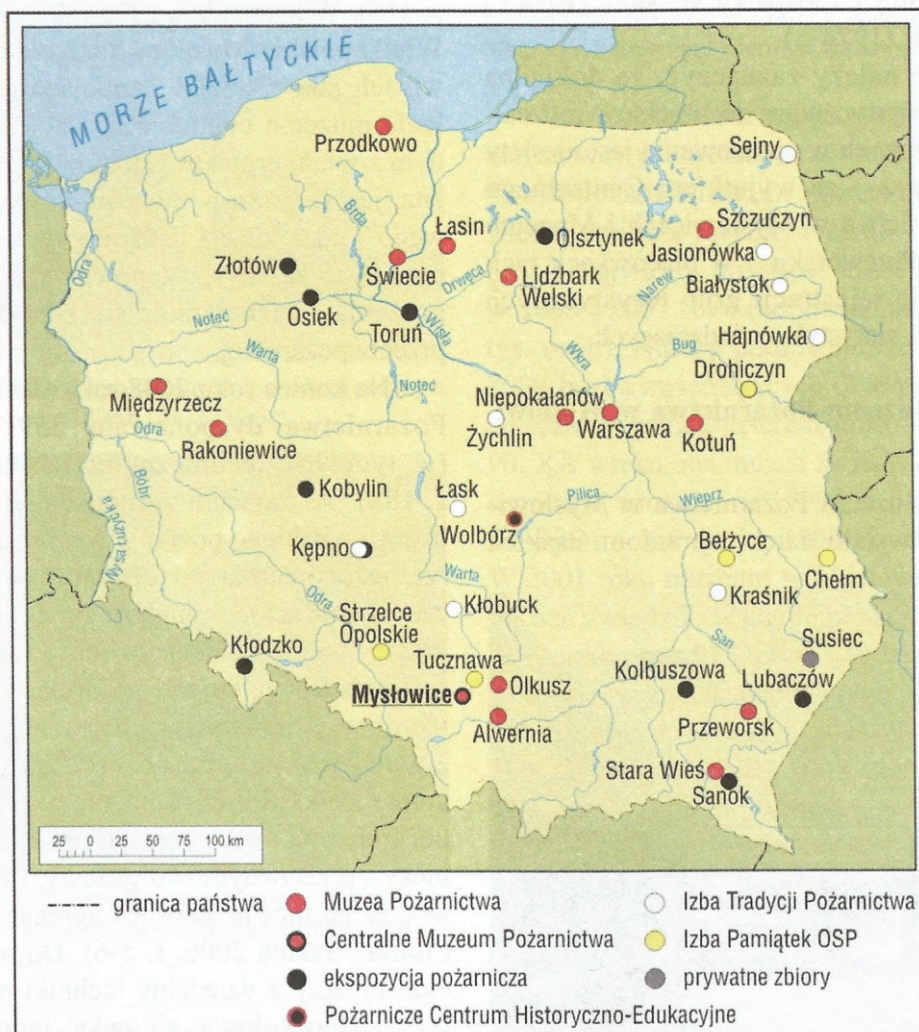 MORZE BAŁTYCKIE
Przodkowo
Sejny
Brda
Łasin
Szczuczyn
Olsztynek
Jasionówka
Odra
Złotów
Świecie
Drwęca
Lidzbark
Welski
Narew
Białystok
Osiek
Toruń
Wisła
Noteć
Hajnówka
Warta
Wkra
Bug
Drohiczyn
Noteć
Międzyrzecz
Niepokalanów
Warszawa
Kotuń
Odra
Rakoniewice
Żychlin
Bóbr
Kobylin
Łask
Pilica
Wieprz
Nysa Łużycka
Wolbórz
Kępno
Bełżyce
Chełm
Warta
Kraśnik
Odra
Strzelce
Opolskie
Kłobuck
San
Susiec
Kłodzko
Tucznawa
Kolbuszowa
Lubaczów
Mysłowice
Olkusz
Przeworsk
Alwernia
Stara Wieś
Sanok
25 0 25 50 100 km
granica państwa
Muzea Pożarnictwa
Izba Tradycji Pożarnictwa
Centralne Muzeum Pożarnictwa
Izba Pamiątek OSP
ekspozycja pożarnicza
prywatne zbiory
Pożarnicze Centrum Historyczno-Edukacyjne